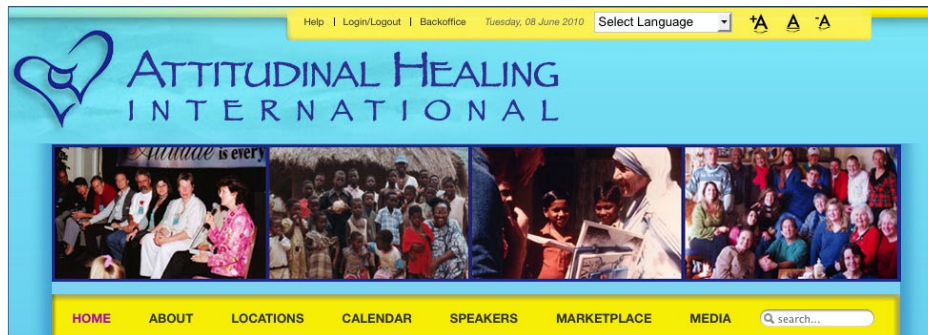 Help | Login/Logout | Backoffice Tuesday, 08 June 2010 Select Language +A A -A
ATTITUDINAL HEALING
INTERNATIONAL
Attitude is every
HOME ABOUT LOCATIONS CALENDAR SPEAKERS MARKETPLACE MEDIA search...